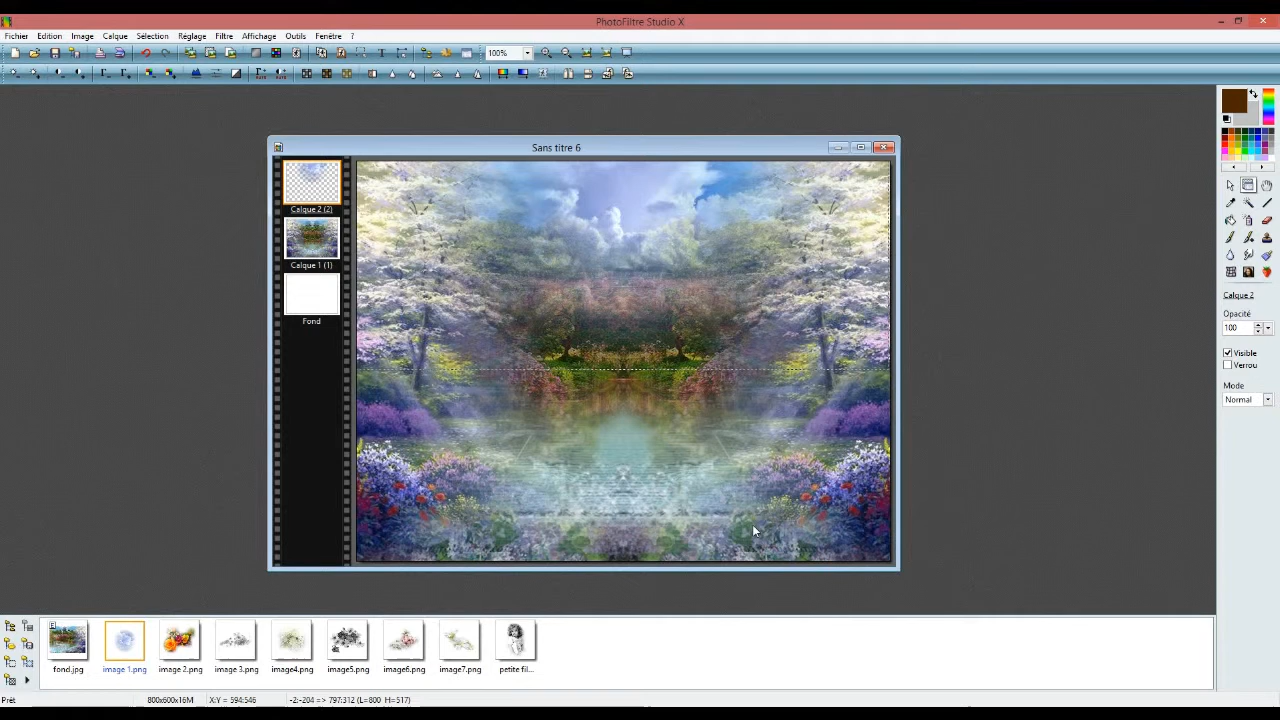 PhotoFiltre Studio X
Fichier Edition Image Calque Sélection Réglage Filtre Affichage Outils Fenêtre ?
100%
Sans titre 6
Calque 2 (2)
Calque 1 (1)
Fond
Calque 2
Opacité
100
Visible
Verrou
Mode
Normal
fond.jpg image 1.png image 2.png image 3.png image4.png image5.png image6.png image7.png petite fil...
Prêt 800x600x16M X:Y = 594:546 -2:-204 => 797:312 (L=800 H=517)